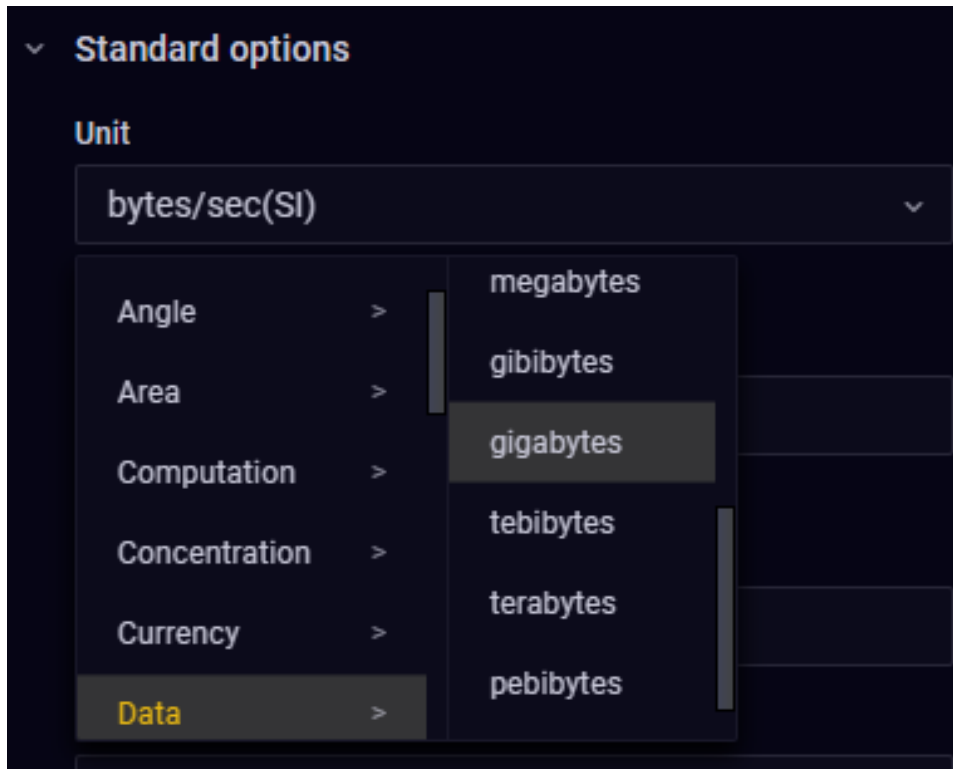 Standard options
Unit
bytes/sec(SI)
Angle >
Area >
Computation >
Concentration >
Currency >
Data >
megabytes
gibibytes
gigabytes
tebibytes
terabytes
pebibytes